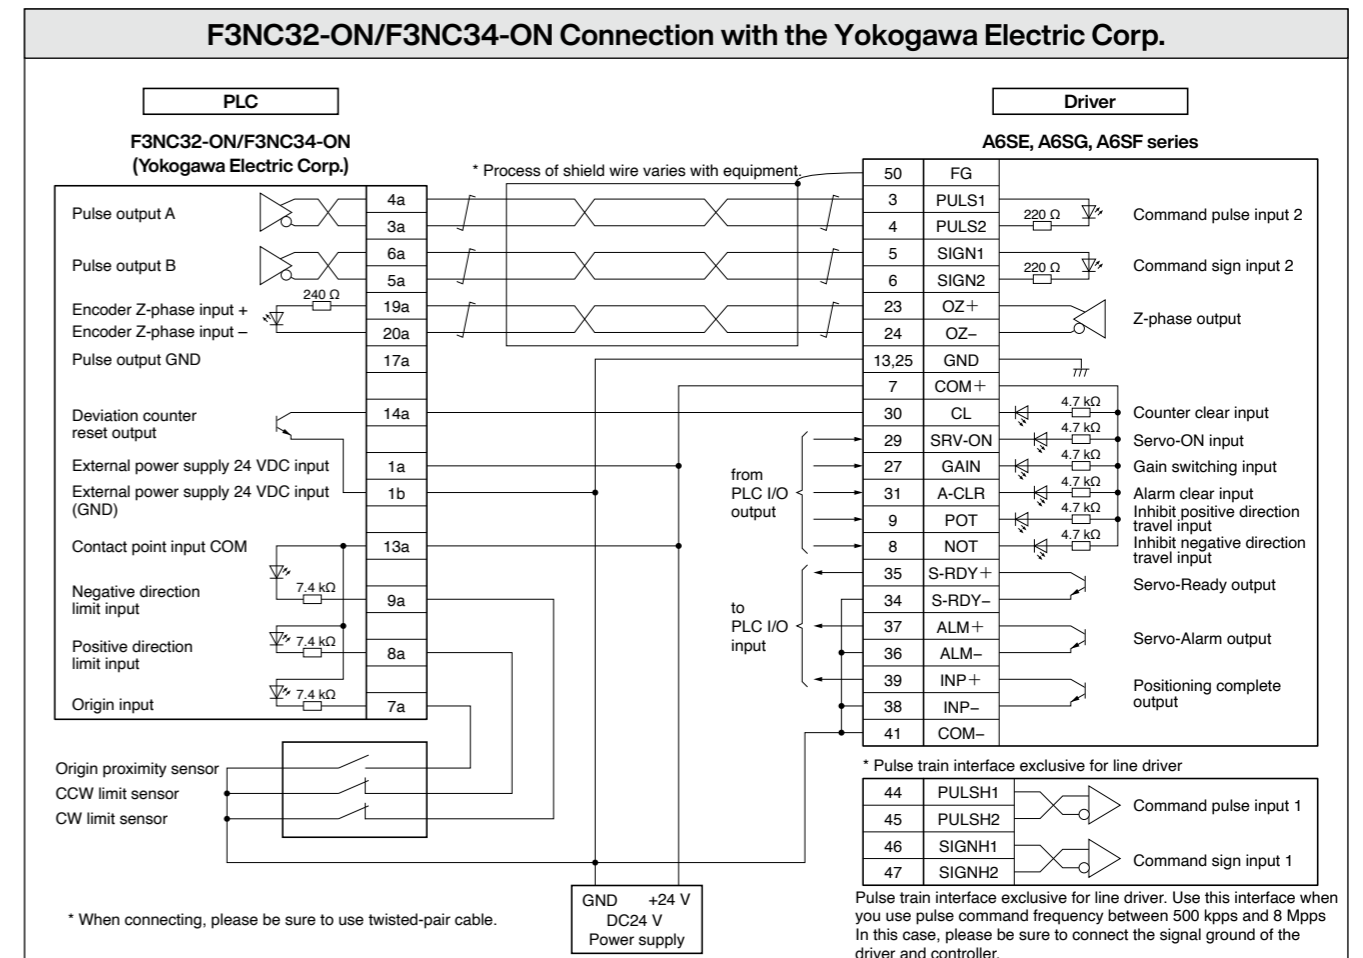 F3NC32-ON/F3NC34-ON Connection with the Yokogawa Electric Corp.
PLC
Driver
F3NC32-ON/F3NC34-ON
(Yokogawa Electric Corp.)
A6SE, A6SG, A6SF series
* Process of shield wire varies with equipment.
Pulse output A
4a
3a
Pulse output B
6a
5a
240 Ω
Encoder Z-phase input +
19a
Encoder Z-phase input –
20a
Pulse output GND
17a
Deviation counter
reset output
14a
External power supply 24 VDC input
1a
External power supply 24 VDC input
(GND)
1b
Contact point input COM
13a
Negative direction
limit input
7.4 kΩ
9a
Positive direction
limit input
7.4 kΩ
8a
Origin input
7.4 kΩ
7a
Origin proximity sensor
CCW limit sensor
CW limit sensor
* When connecting, please be sure to use twisted-pair cable.
GND +24 V
DC24 V
Power supply
from
PLC I/O
output
to
PLC I/O
input
50 FG
3 PULS1
4 PULS2
220 Ω
Command pulse input 2
5 SIGN1
6 SIGN2
220 Ω
Command sign input 2
23 OZ+
24 OZ–
Z-phase output
13,25 GND
7 COM+
30 CL 4.7 kΩ Counter clear input
29 SRV-ON 4.7 kΩ Servo-ON input
27 GAIN 4.7 kΩ Gain switching input
31 A-CLR 4.7 kΩ Alarm clear input
9 POT 4.7 kΩ Inhibit positive direction
travel input
8 NOT 4.7 kΩ Inhibit negative direction
travel input
35 S-RDY+
34 S-RDY–
Servo-Ready output
37 ALM+
36 ALM–
Servo-Alarm output
39 INP+
38 INP–
Positioning complete
output
41 COM–
* Pulse train interface exclusive for line driver
44 PULSH1
45 PULSH2
Command pulse input 1
46 SIGNH1
47 SIGNH2
Command sign input 1
Pulse train interface exclusive for line driver. Use this interface when
you use pulse command frequency between 500 kpps and 8 Mpps
In this case, please be sure to connect the signal ground of the
driver and controller.